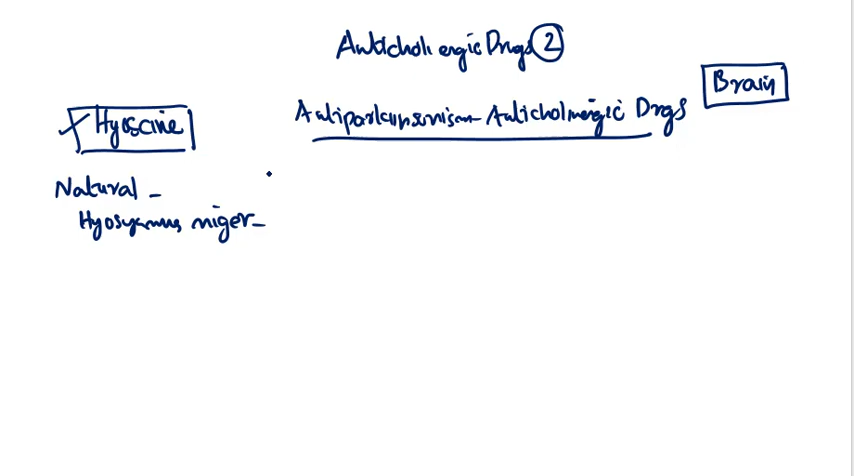 Anticholinergic Drugs 2
Brain
Antiparkinsonism Anticholinergic Drugs
Hyoscine
Natural -
Hyoscyamus niger -